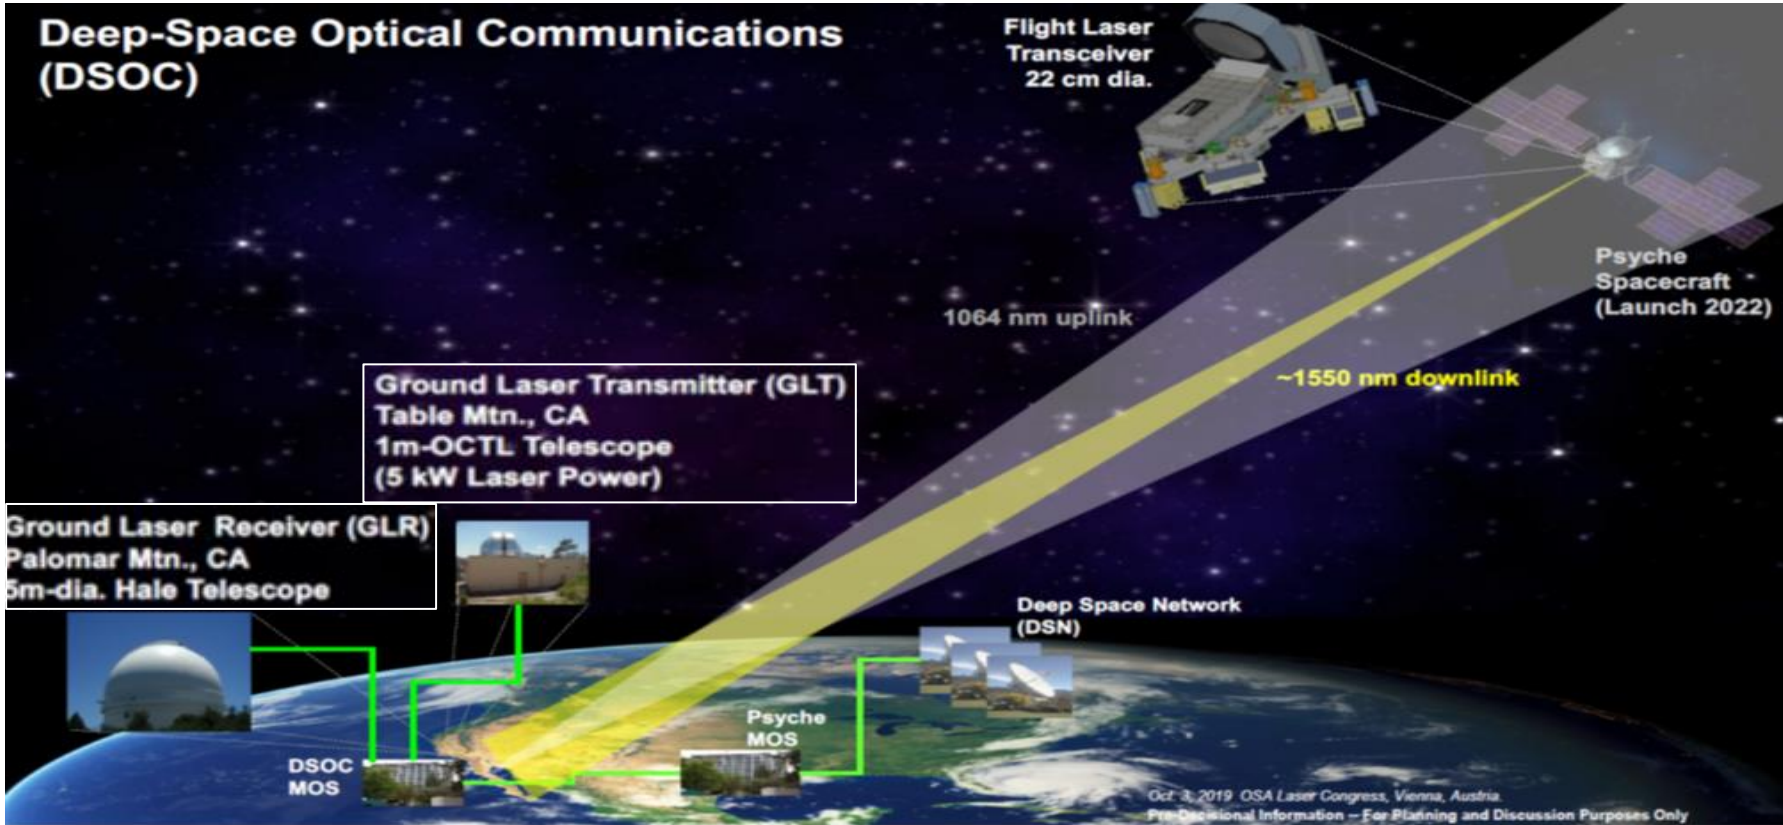 Deep-Space Optical Communications
(DSOC)
Flight Laser
Transceiver
22 cm dia.
Psyche
Spacecraft
(Launch 2022)
1064 nm uplink
~1550 nm downlink
Ground Laser Transmitter (GLT)
Table Mtn., CA
1m-OCTL Telescope
(5 kW Laser Power)
Ground Laser Receiver (GLR)
Palomar Mtn., CA
5m-dia. Hale Telescope
Deep Space Network
(DSN)
Psyche
MOS
DSOC
MOS
Oct. 3, 2019 OSA Laser Congress, Vienna, Austria.
Pre-Decisional Information – For Planning and Discussion Purposes Only